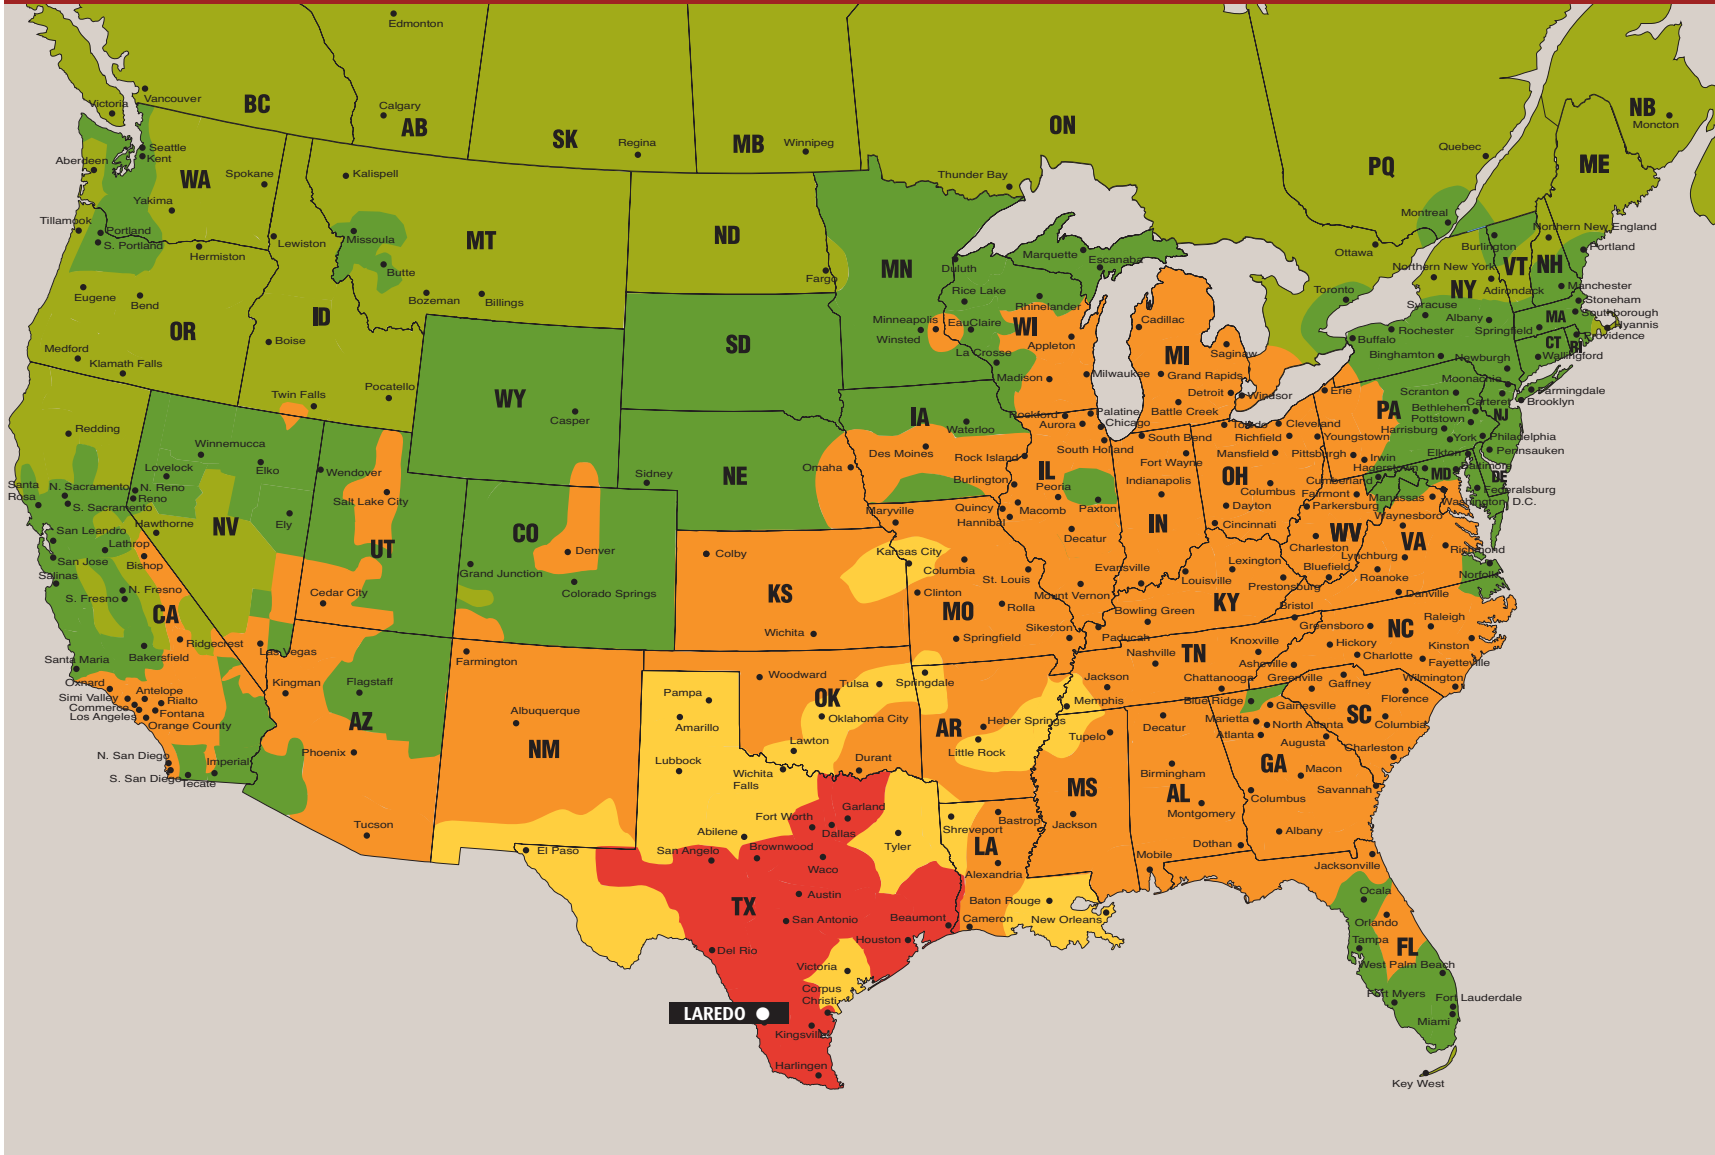 Edmonton
Vancouver
Victoria
BC
Calgary
AB
SK
Regina
MB
Winnipeg
ON
Thunder Bay
PQ
Quebec
Montreal
Ottawa
Toronto
NB
Moncton
ME
Seattle
Kent
Aberdeen
WA
Spokane
Yakima
Tillamook
Portland
S. Portland
Hermiston
Lewiston
Eugene
Bend
OR
Medford
Klamath Falls
ID
Boise
Twin Falls
Pocatello
Kalispell
MT
Missoula
Butte
Bozeman
Billings
ND
Fargo
SD
WY
Casper
NE
Sidney
Omaha
MN
Duluth
Minneapolis
Winsted
Marquette
Escanaba
Rice Lake
Rhinelander
EauClaire
WI
Appleton
La Crosse
Madison
Milwaukee
Cadillac
MI
Saginaw
Grand Rapids
Detroit
Windsor
Battle Creek
IA
Waterloo
Des Moines
Rockford
Aurora
Palatine
Chicago
South Holland
Rock Island
IL
Burlington
Peoria
Quincy
Macomb
Paxton
Hannibal
Decatur
Mount Vernon
South Bend
Fort Wayne
Indianapolis
IN
Evansville
Toledo
Cleveland
Richfield
Mansfield
Youngstown
OH
Columbus
Dayton
Cincinnati
Erie
PA
Pittsburgh
Irwin
Scranton
Bethlehem
Pottstown
Harrisburg
York
Philadelphia
Pennsauken
Northern New York
Adirondack
NY
Syracuse
Albany
Rochester
Buffalo
Binghamton
Newburgh
Moonachie
Carteret
NJ
Farmingdale
Brooklyn
Burlington
VT
NH
Northern New England
Portland
Manchester
Stoneham
Southborough
MA
Springfield
Hyannis
Providence
CT
RI
Wallingford
Elkton
Baltimore
MD
DE
Hagerstown
Cumberland
Federalsburg
Washington, D.C.
Manassas
Fairmont
Parkersburg
WV
Charleston
Bluefield
Waynesboro
VA
Lynchburg
Richmond
Roanoke
Norfolk
Danville
Bristol
Lexington
Louisville
Prestonsburg
KY
Bowling Green
Paducah
Redding
Santa
Rosa
N. Sacramento
S. Sacramento
San Leandro
Lathrop
San Jose
Salinas
N. Fresno
S. Fresno
CA
Bishop
Hawthorne
Ridgecrest
Bakersfield
Santa Maria
Oxnard
Simi Valley
Commerce
Los Angeles
Antelope
Rialto
Fontana
Orange County
N. San Diego
S. San Diego
Tecate
Imperial
Winnemucca
Lovelock
N. Reno
Reno
Elko
Ely
NV
Las Vegas
Wendover
Salt Lake City
UT
Cedar City
CO
Denver
Grand Junction
Colorado Springs
Kingman
Flagstaff
AZ
Phoenix
Tucson
Farmington
Albuquerque
NM
Colby
KS
Wichita
Maryville
Kansas City
Columbia
St. Louis
Clinton
MO
Rolla
Springfield
Sikeston
Woodward
OK
Tulsa
Oklahoma City
Lawton
Durant
Springdale
AR
Heber Springs
Little Rock
TN
Nashville
Knoxville
Jackson
Chattanooga
Memphis
Greensboro
Raleigh
NC
Hickory
Kinston
Charlotte
Fayetteville
Asheville
Wilmington
Greenville
Gaffney
Florence
SC
Columbia
Charleston
Blue Ridge
Gainesville
Marietta
North Atlanta
Atlanta
Augusta
GA
Macon
Savannah
Columbus
Albany
Tupelo
MS
Jackson
Decatur
Birmingham
AL
Montgomery
Dothan
Mobile
Shreveport
Bastrop
LA
Alexandria
Baton Rouge
New Orleans
Cameron
Pampa
Amarillo
Lubbock
Wichita
Falls
Fort Worth
Garland
Dallas
Abilene
Tyler
El Paso
San Angelo
Brownwood
Waco
TX
Austin
San Antonio
Beaumont
Houston
Del Rio
Victoria
Corpus
Christi
LAREDO
Kingsville
Harlingen
Jacksonville
Ocala
Orlando
Tampa
FL
West Palm Beach
Fort Myers
Fort Lauderdale
Miami
Key West